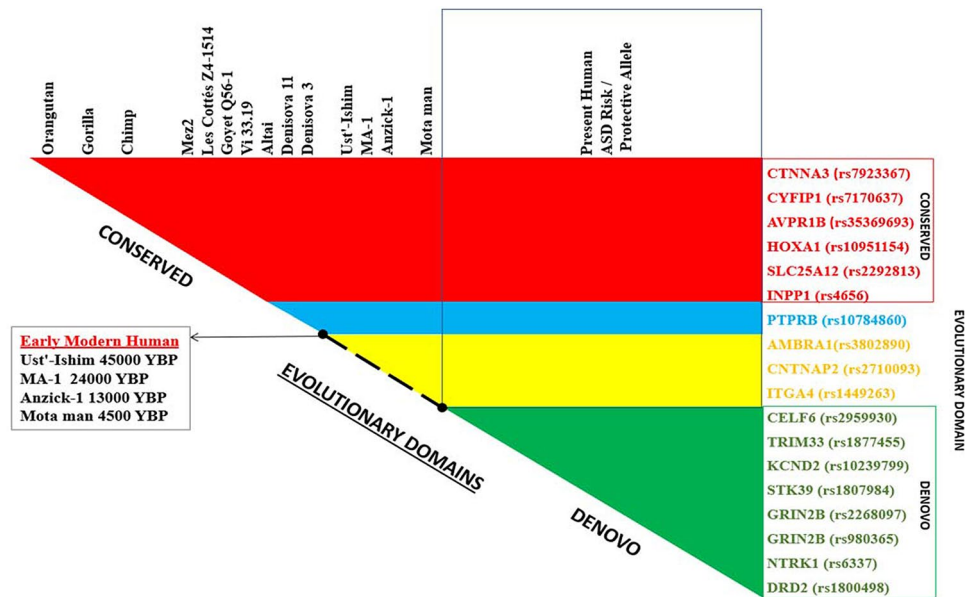 Orangutan
Gorilla
Chimp
Mez2
Les Cottés Z4-1514
Goyet Q56-1
Vi 33.19
Altai
Denisova 11
Denisova 3
Ust'-Ishim
MA-1
Anzick-1
Mota man
Present Human
ASD Risk /
Protective Allele
CTNNA3 (rs7923367)
CYFIP1 (rs7170637)
AVPR1B (rs35369693)
HOXA1 (rs10951154)
SLC25A12 (rs2292813)
INPP1 (rs4656)
CONSERVED
PTPRB (rs10784860)
AMBRA1(rs3802890)
CNTNAP2 (rs2710093)
ITGA4 (rs1449263)
CELF6 (rs2959930)
TRIM33 (rs1877455)
KCND2 (rs10239799)
STK39 (rs1807984)
GRIN2B (rs2268097)
GRIN2B (rs980365)
NTRK1 (rs6337)
DRD2 (rs1800498)
DENOVO
EVOLUTIONARY DOMAIN
CONSERVED
EVOLUTIONARY DOMAINS
DENOVO
Early Modern Human
Ust'-Ishim 45000 YBP
MA-1 24000 YBP
Anzick-1 13000 YBP
Mota man 4500 YBP